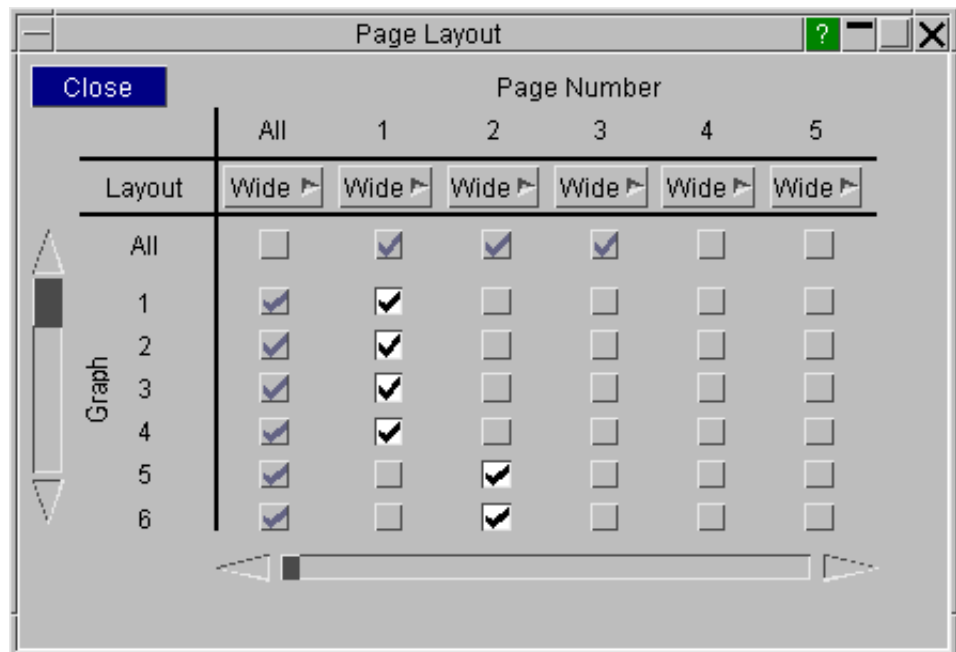 Page Layout ?
Close Page Number
All 1 2 3 4 5
Layout Wide Wide Wide Wide Wide Wide
All
1
2
Graph
3
4
5
6